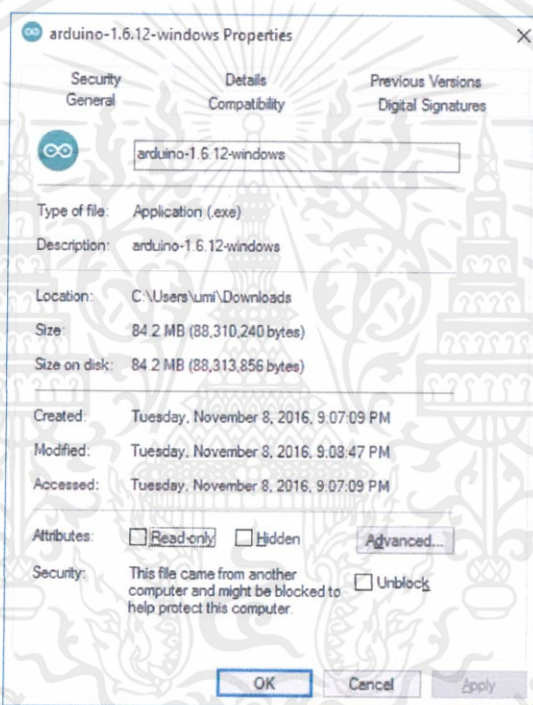 arduino-1.6.12-windows Properties
Security Details Previous Versions
General Compatibility Digital Signatures
arduino-1.6.12-windows
Type of file: Application (.exe)
Description: arduino-1.6.12-windows
Location: C:\Users\umi\Downloads
Size: 84.2 MB (88,310,240 bytes)
Size on disk: 84.2 MB (88,313,856 bytes)
Created: Tuesday, November 8, 2016, 9:07:09 PM
Modified: Tuesday, November 8, 2016, 9:08:47 PM
Accessed: Tuesday, November 8, 2016, 9:07:09 PM
Attributes: Read-only Hidden Advanced...
Security: This file came from another
computer and might be blocked to Unblock
help protect this computer.
OK Cancel Apply